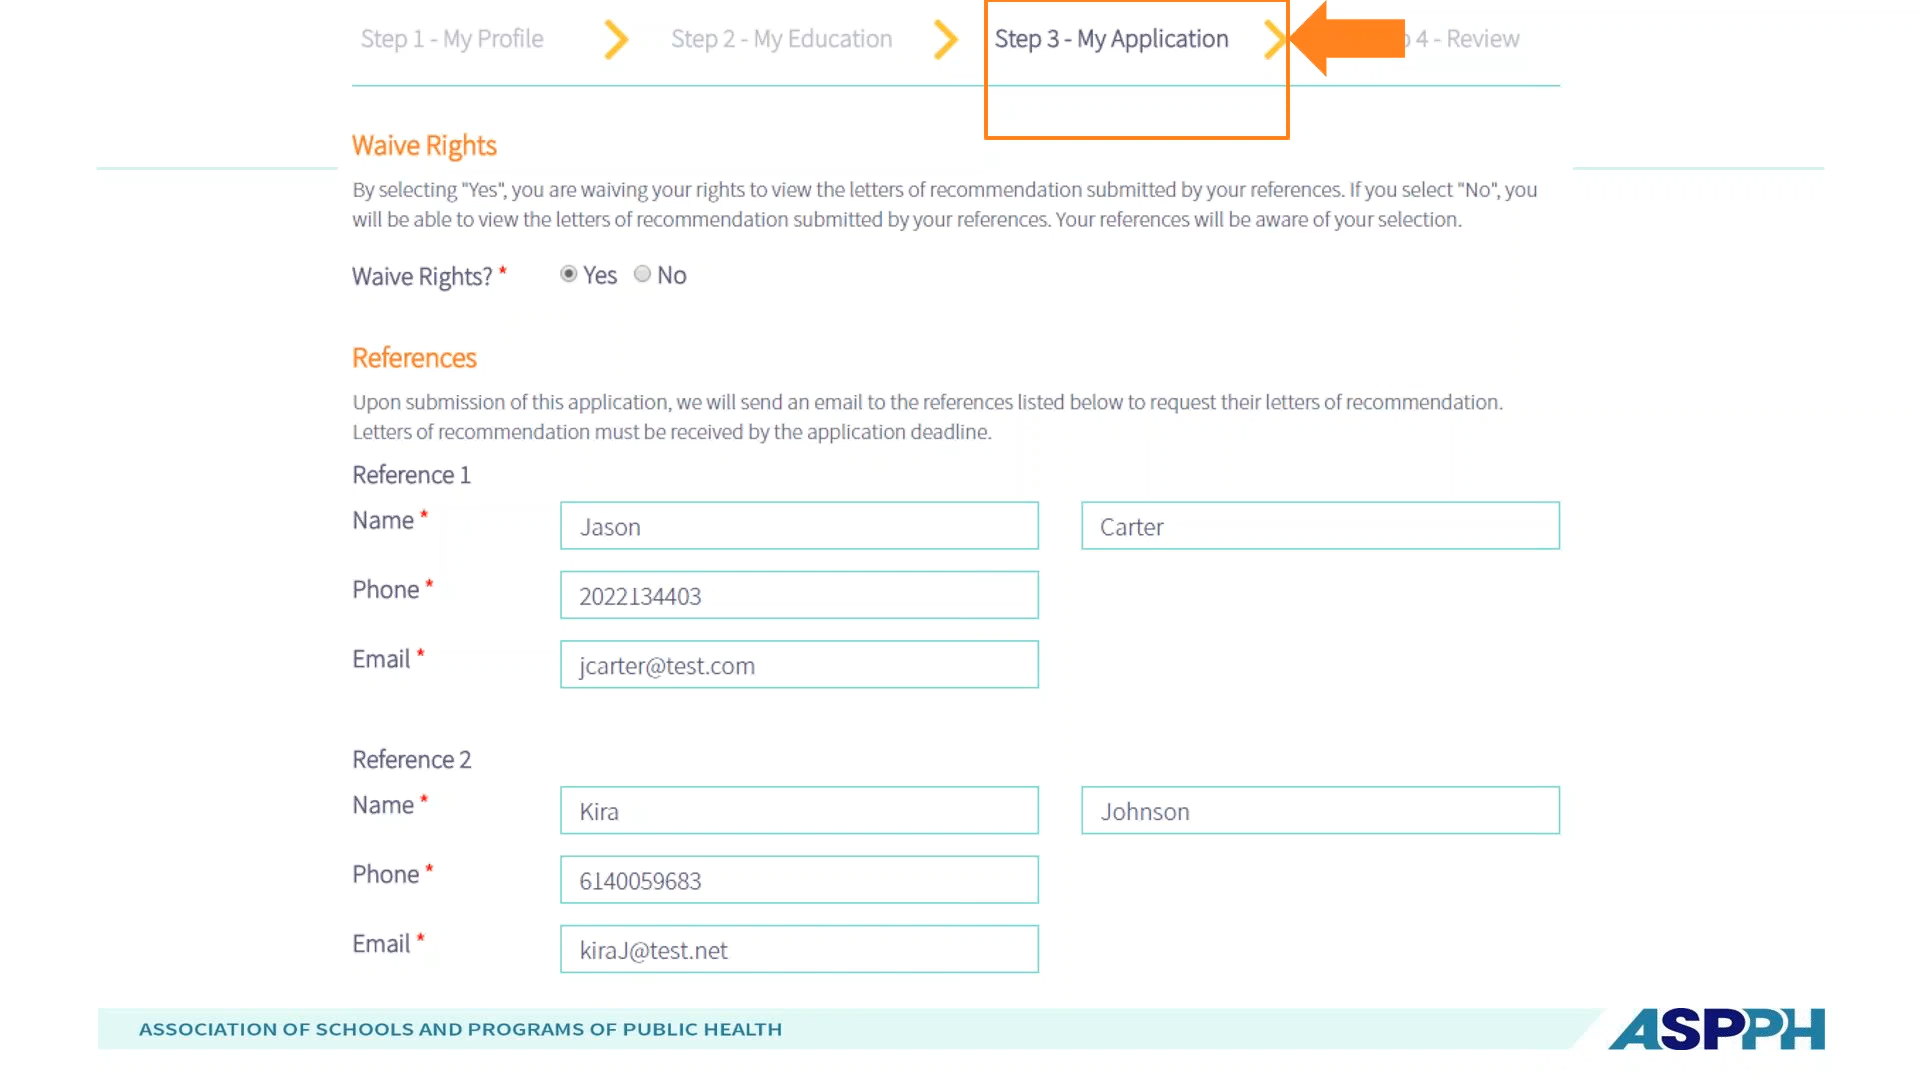 Step 1 - My Profile
Step 2 - My Education
Step 3 - My Application
4 - Review
Waive Rights
By selecting "Yes", you are waiving your rights to view the letters of recommendation submitted by your references. If you select "No", you
will be able to view the letters of recommendation submitted by your references. Your references will be aware of your selection.
Waive Rights? * Yes No
References
Upon submission of this application, we will send an email to the references listed below to request their letters of recommendation.
Letters of recommendation must be received by the application deadline.
Reference 1
Name * Jason Carter
Phone * 2022134403
Email * jcarter@test.com
Reference 2
Name * Kira Johnson
Phone * 6140059683
Email * kiraJ@test.net
ASSOCIATION OF SCHOOLS AND PROGRAMS OF PUBLIC HEALTH
ASPPH